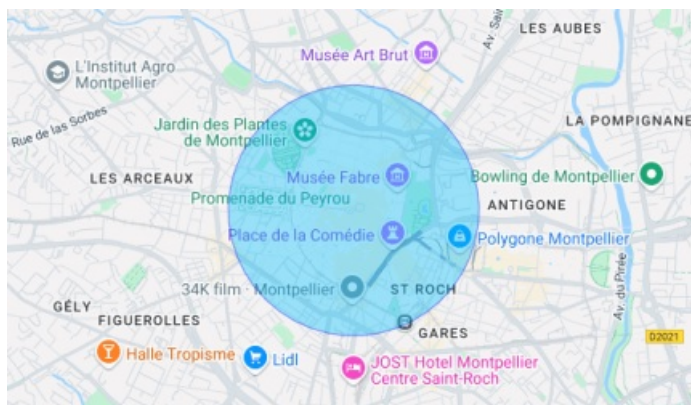 LES AUBES
Av. Sai
Musée Art Brut
L'Institut Agro
Montpellier
Rue de las Sorbes
Jardin des Plantes
de Montpellier
LA POMPIGNANE
LES ARCEAUX
Musée Fabre
Bowling de Montpellier
Promenade du Peyrou
ANTIGONE
Place de la Comédie
Polygone Montpellier
34K film · Montpellier
ST ROCH
Av. du Pirée
GÉLY
FIGUEROLLES
GARES
D2021
Halle Tropisme
Lidl
JOST Hotel Montpellier
Centre Saint-Roch